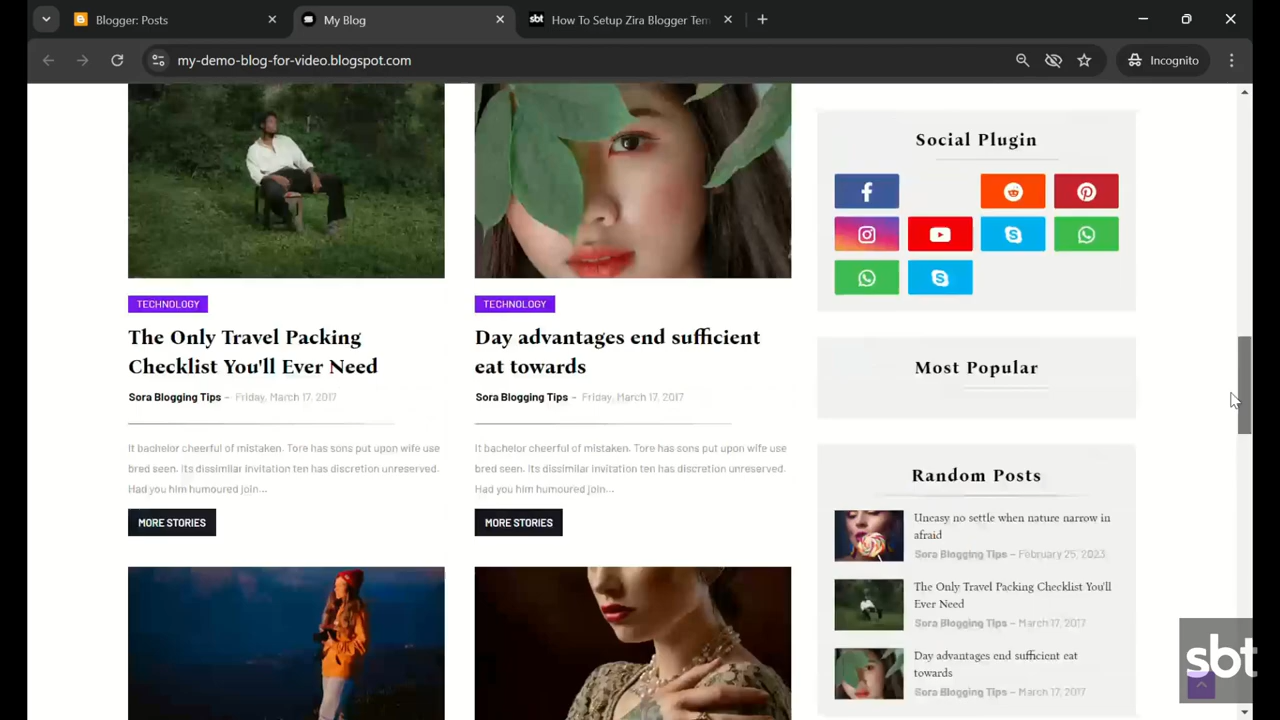 Blogger: Posts
My Blog
sbt How To Setup Zira Blogger Tem
my-demo-blog-for-video.blogspot.com
Incognito
TECHNOLOGY
The Only Travel Packing
Checklist You'll Ever Need
Sora Blogging Tips – Friday, March 17, 2017
It bachelor cheerful of mistaken. Tore has sons put upon wife use
bred seen. Its dissimilar invitation ten has discretion unreserved.
Had you him humoured join...
MORE STORIES
TECHNOLOGY
Day advantages end sufficient
eat towards
Sora Blogging Tips – Friday, March 17, 2017
It bachelor cheerful of mistaken. Tore has sons put upon wife use
bred seen. Its dissimilar invitation ten has discretion unreserved.
Had you him humoured join...
MORE STORIES
Social Plugin
Most Popular
Random Posts
Uneasy no settle when nature narrow in
afraid
Sora Blogging Tips – February 25, 2023
The Only Travel Packing Checklist You'll
Ever Need
Sora Blogging Tips – March 17, 2017
Day advantages end sufficient eat
towards
Sora Blogging Tips – March 17, 2017
sbt